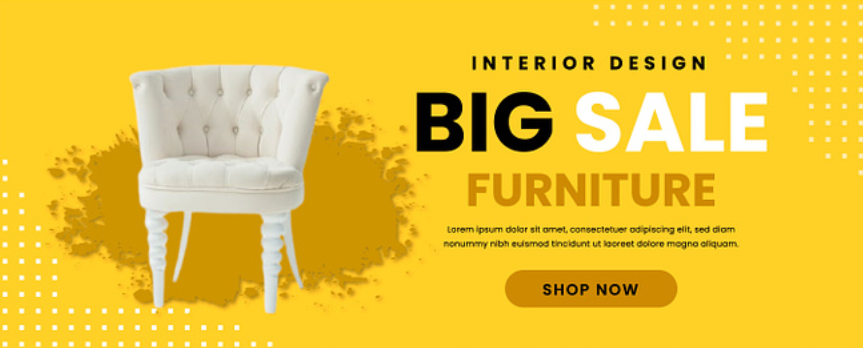 INTERIOR DESIGN
BIG SALE
FURNITURE
Lorem ipsum dolor sit amet, consectetuer adipiscing elit, sed diam
nonummy nibh euismod tincidunt ut laoreet dolore magna aliquam.
SHOP NOW